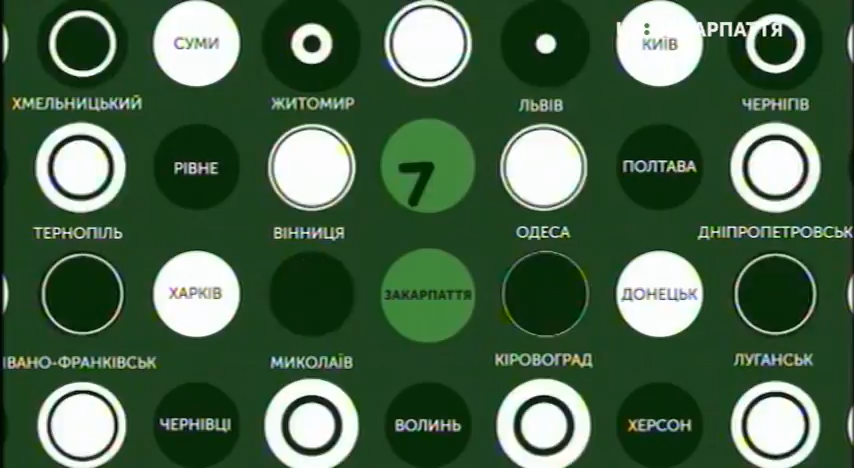 СУМИ
КИЇВ
АРПАТТЯ
ХМЕЛЬНИЦЬКИЙ
ЖИТОМИР
ЛЬВІВ
ЧЕРНІГІВ
РІВНЕ
7
ПОЛТАВА
ТЕРНОПІЛЬ
ВІННИЦЯ
ОДЕСА
ДНІПРОПЕТРОВСЬК
ХАРКІВ
ЗАКАРПАТТЯ
ДОНЕЦЬК
ІВАНО-ФРАНКІВСЬК
МИКОЛАЇВ
КІРОВОГРАД
ЛУГАНСЬК
ЧЕРНІВЦІ
ВОЛИНЬ
ХЕРСОН